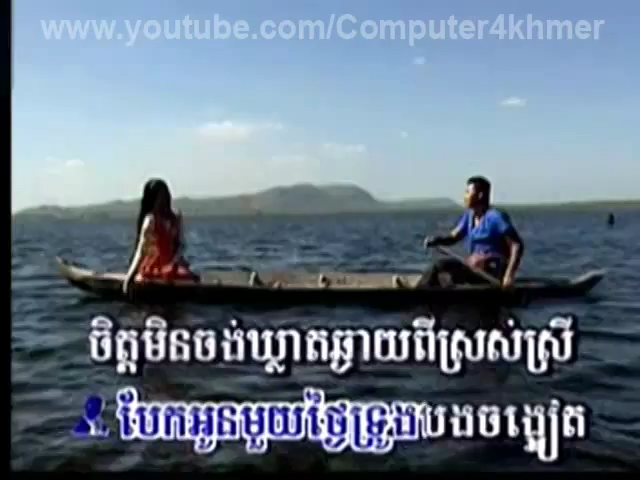 www.youtube.com/Computer4khmer
ចិត្តមិនចង់ឃ្លាតឆ្ងាយពីស្រស់ស្រី
បែកអូនមួយថ្ងៃទ្រូងបងចង្អៀត